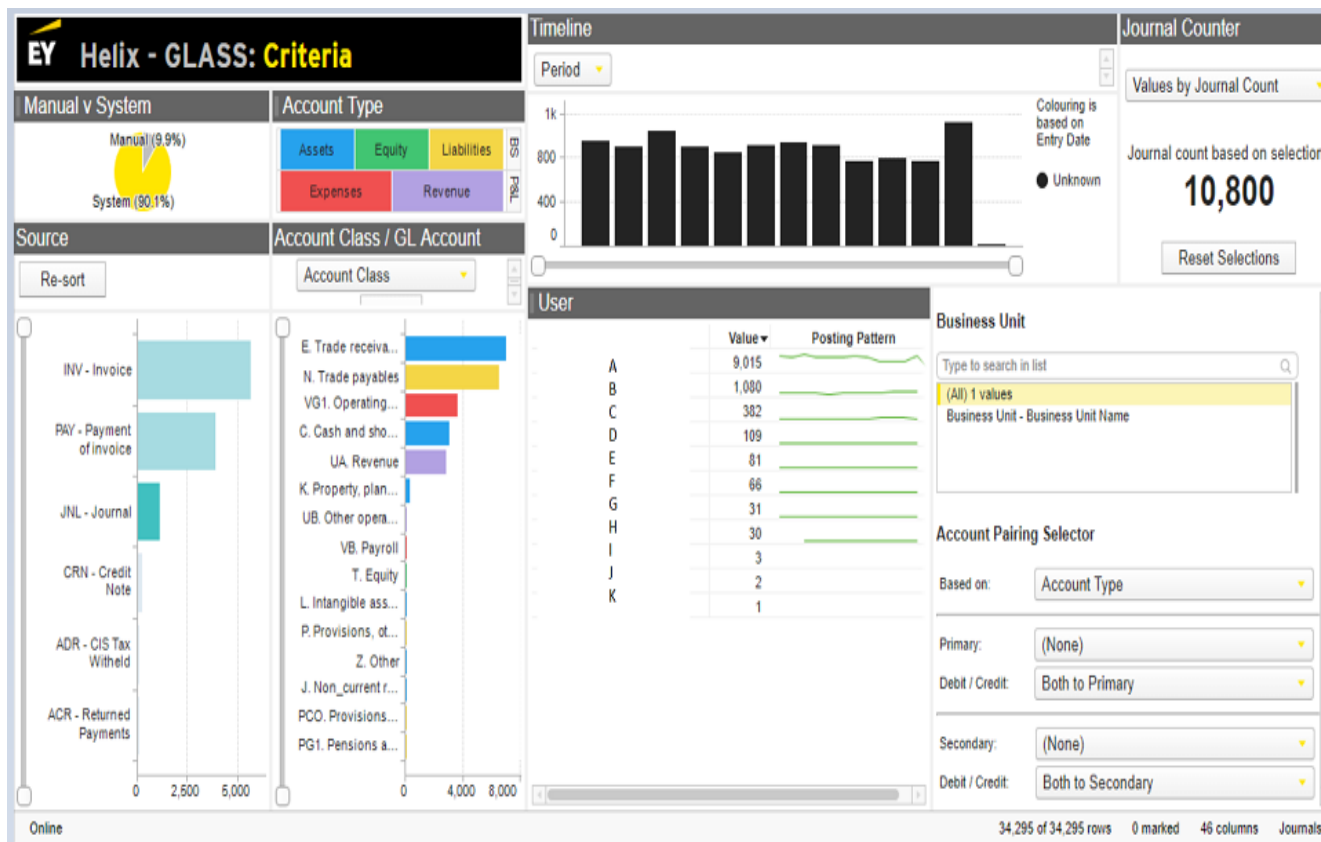 EY Helix - GLASS: Criteria
Manual v System
Manual (9.9%)
System (90.1%)
Account Type
Assets
Equity
Liabilities
BS
Expenses
Revenue
P&L
Source
Re-sort
INV - Invoice
PAY - Payment
of invoice
JNL - Journal
CRN - Credit
Note
ADR - CIS Tax
Witheld
ACR - Returned
Payments
0 2,500 5,000
Account Class / GL Account
Account Class
E. Trade receiva...
N. Trade payables
VG1. Operating...
C. Cash and sho...
UA. Revenue
K. Property, plan...
UB. Other opera...
VB. Payroll
T. Equity
L. Intangible ass...
P. Provisions, ot...
Z. Other
J. Non_current r...
PCO. Provisions...
PG1. Pensions a...
0 4,000 8,000
Timeline
Period
1k
800
400
0
Colouring is
based on
Entry Date
Unknown
Journal Counter
Values by Journal Count
Journal count based on selection
10,800
Reset Selections
User
Value Posting Pattern
A 9,015
B 1,080
C 382
D 109
E 81
F 66
G 31
H 30
I 3
J 2
K 1
Business Unit
Type to search in list
(All) 1 values
Business Unit - Business Unit Name
Account Pairing Selector
Based on: Account Type
Primary: (None)
Debit / Credit: Both to Primary
Secondary: (None)
Debit / Credit: Both to Secondary
Online
34,295 of 34,295 rows 0 marked 46 columns Journals